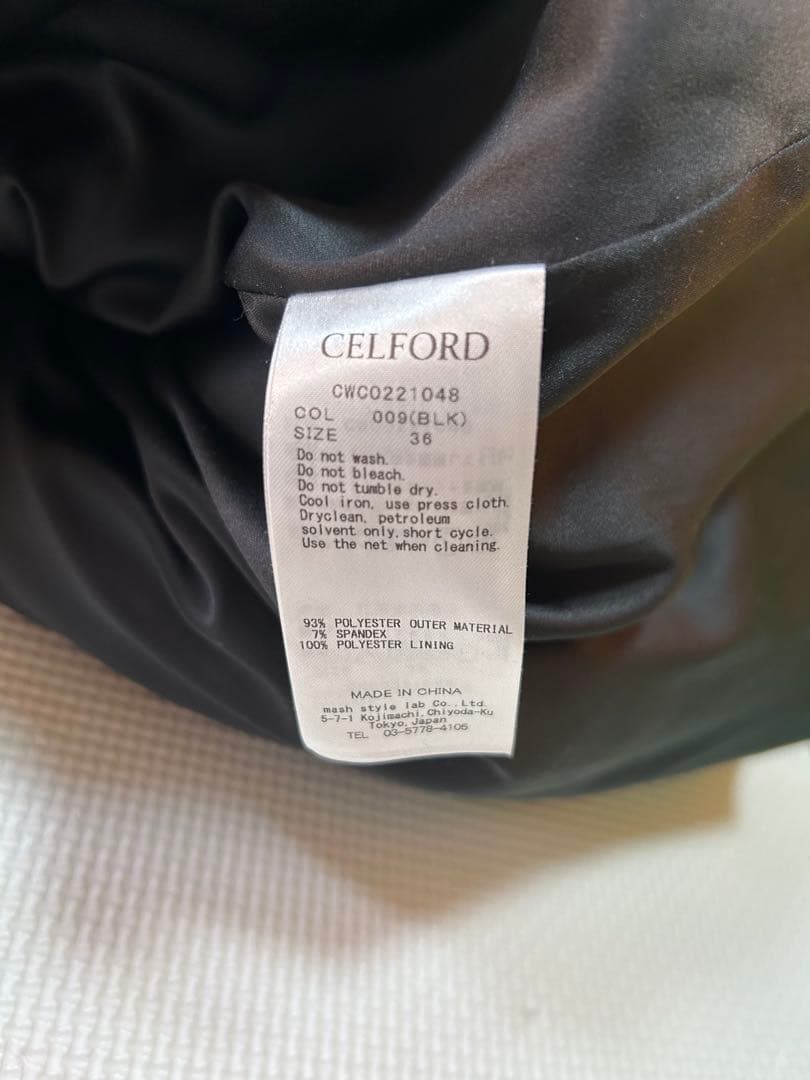 CELFORD
CWCO221048
COL 009(BLK)
SIZE 36
Do not wash.
Do not bleach.
Do not tumble dry.
Cool iron, use press cloth.
Dryclean, petroleum
solvent only, short cycle.
Use the net when cleaning.
93% POLYESTER OUTER MATERIAL
7% SPANDEX
100% POLYESTER LINING
MADE IN CHINA
mash style lab Co., Ltd.
5-7-1 Kojimachi, Chiyoda-Ku
Tokyo, Japan
TEL 03-5778-4105